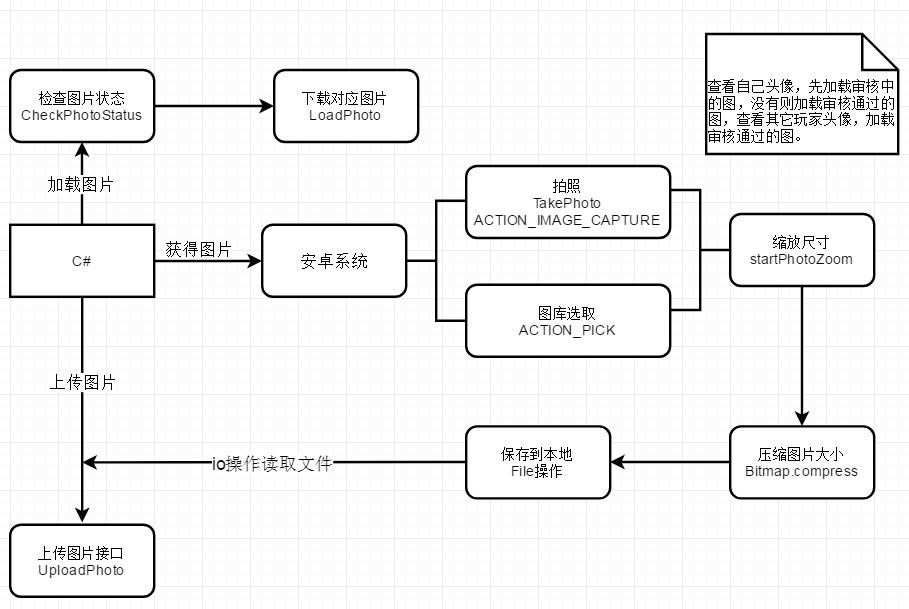 检查图片状态
CheckPhotoStatus
下载对应图片
LoadPhoto
查看自己头像，先加载审核中
的图，没有则加载审核通过的
图，查看其它玩家头像，加载
审核通过的图。
加载图片
C#
获得图片
安卓系统
拍照
TakePhoto
ACTION_IMAGE_CAPTURE
图库选取
ACTION_PICK
缩放尺寸
startPhotoZoom
上传图片
io操作读取文件
保存到本地
File操作
压缩图片大小
Bitmap.compress
上传图片接口
UploadPhoto